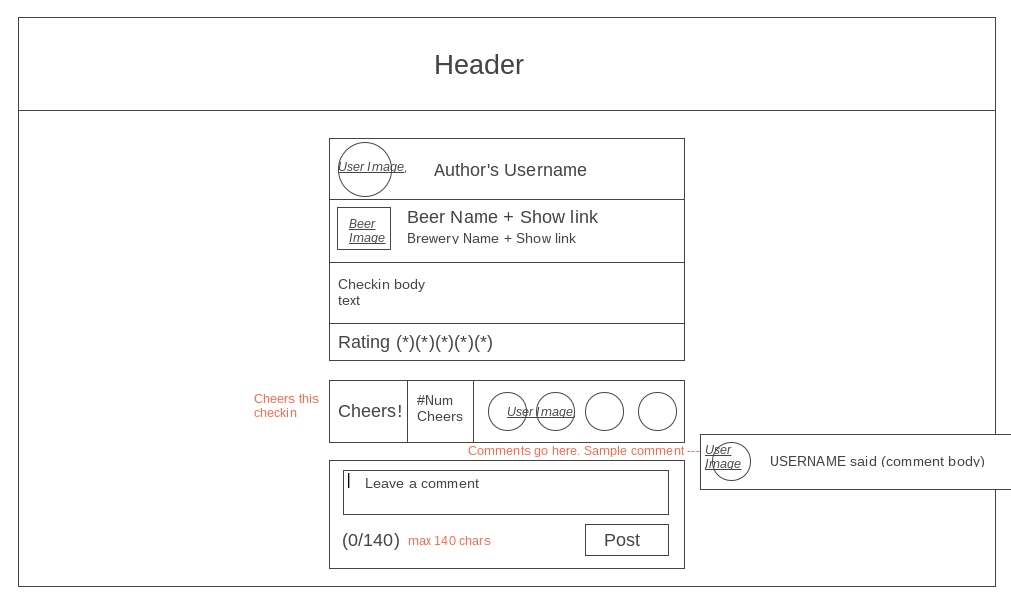 Header
User Image,
Author's Username
Beer
Image
Beer Name + Show link
Brewery Name + Show link
Checkin body
text
Rating (*)(*)(*)(*)(*)
Cheers this
checkin
Cheers!
#Num
Cheers
User Image,
Comments go here. Sample comment ---
User
Image
USERNAME said (comment body)
Leave a comment
(0/140)
max 140 chars
Post